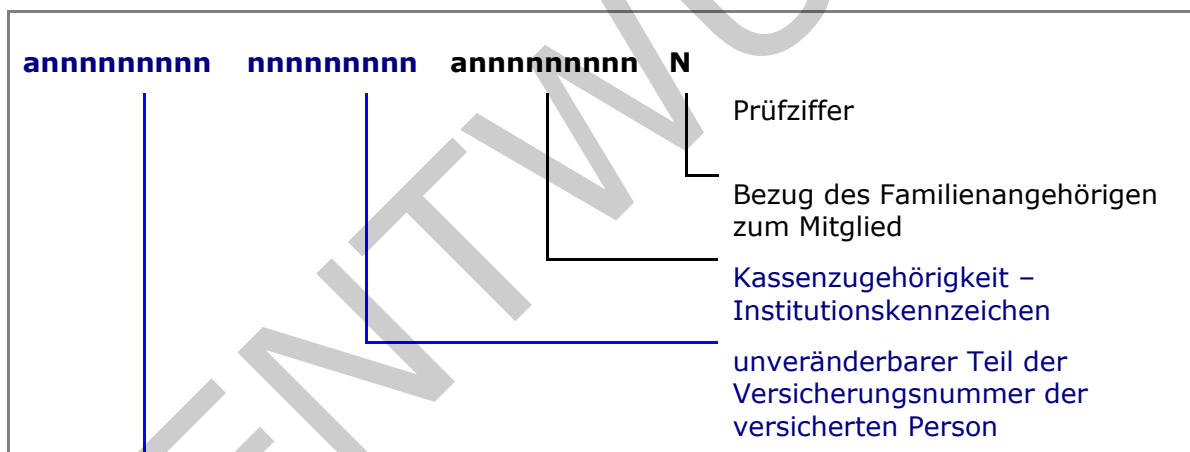 annnnnnnnn nnnnnnnnn annnnnnnnn N
Prüfziffer
Bezug des Familienangehörigen
zum Mitglied
Kassenzugehörigkeit –
Institutionskennzeichen
unveränderbarer Teil der
Versicherungsnummer der
versicherten Person